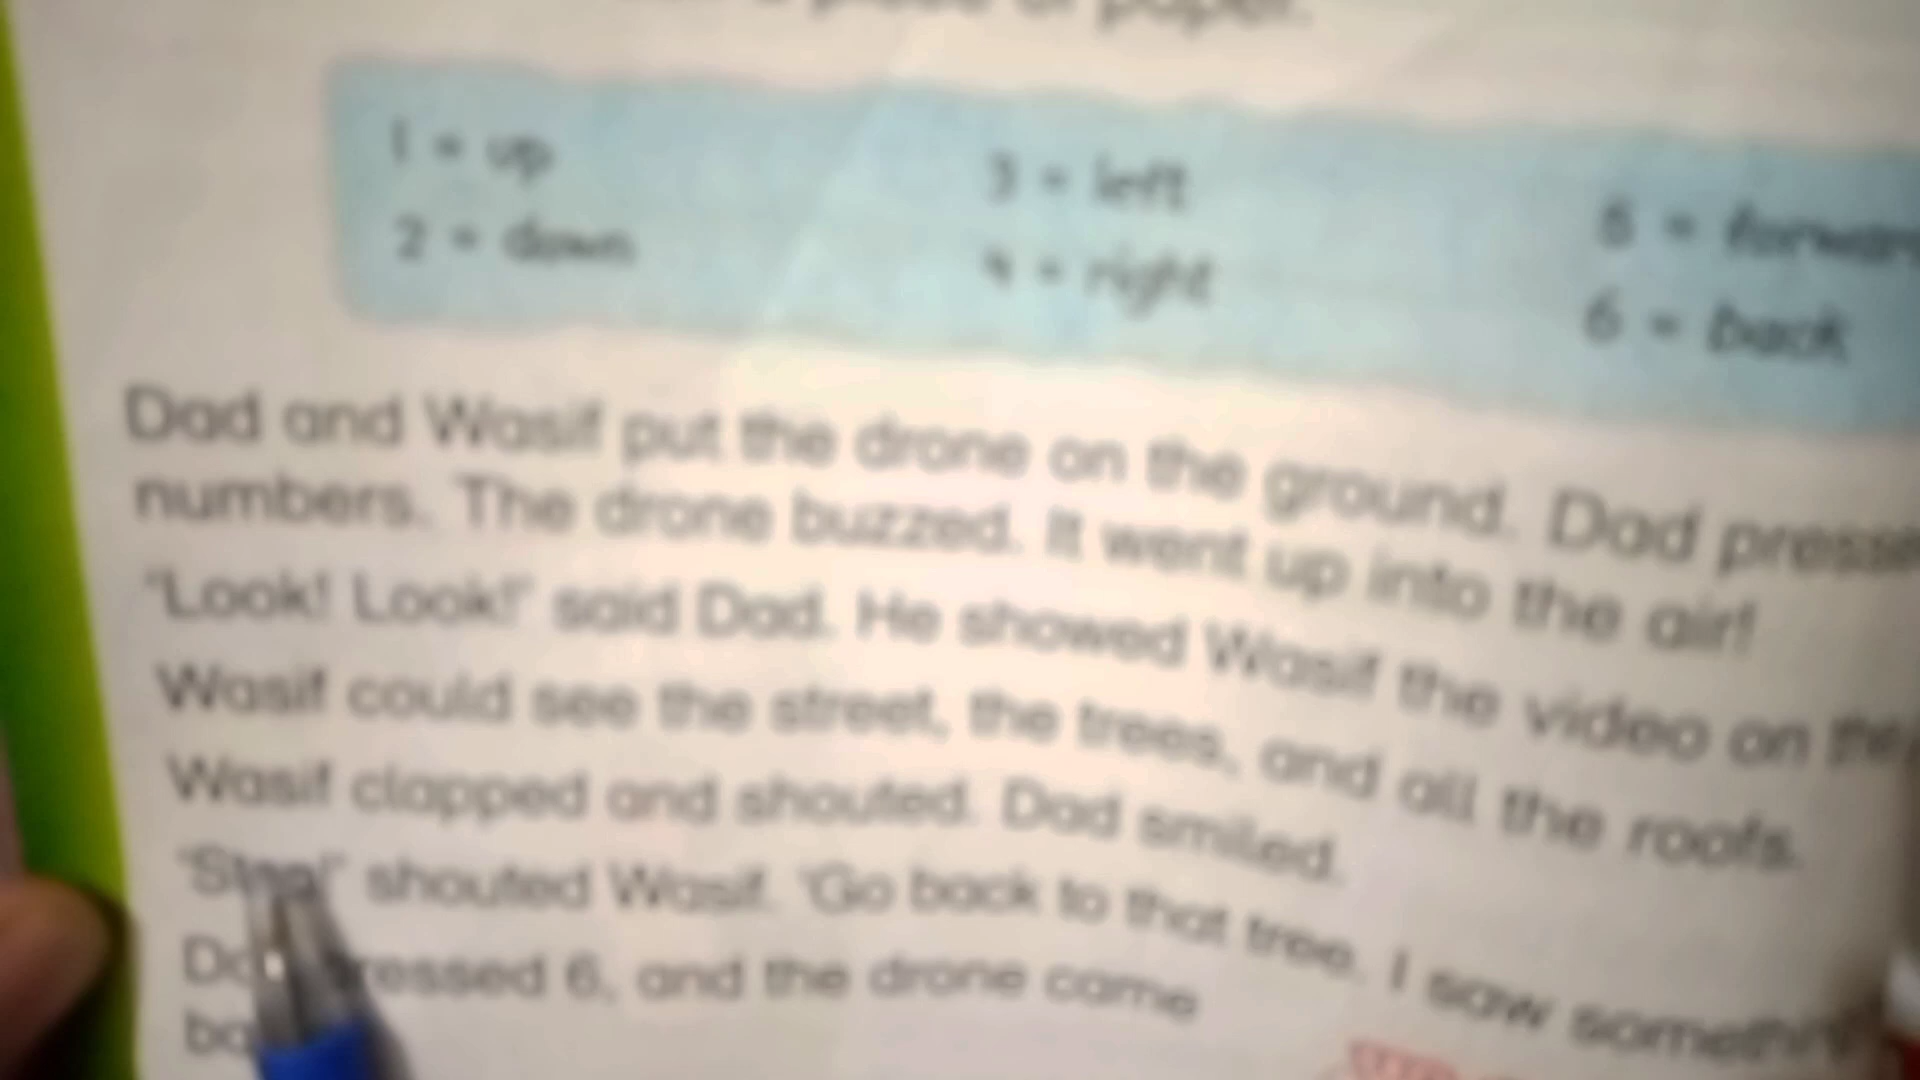 piece of paper.
1 = up 3 = left 5 = forward
2 = down 4 = right 6 = back
Dad and Wasif put the drone on the ground. Dad
numbers. The drone buzzed. It went up into the air!
'Look! Look!' said Dad. He showed Wasif the video on
Wasif could see the street, the trees, and all the roofs.
Wasif clapped and shouted. Dad smiled.
shouted Wasif. 'Go back to that tree. I saw
6, and the drone came